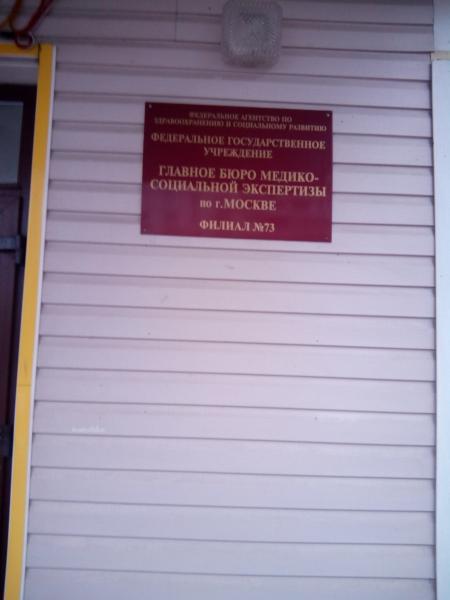 ФЕДЕРАЛЬНОЕ АГЕНТСТВО ПО
ЗДРАВООХРАНЕНИЮ И СОЦИАЛЬНОМУ РАЗВИТИЮ
ФЕДЕРАЛЬНОЕ ГОСУДАРСТВЕННОЕ
УЧРЕЖДЕНИЕ
ГЛАВНОЕ БЮРО МЕДИКО-
СОЦИАЛЬНОЙ ЭКСПЕРТИЗЫ
ПО г.МОСКВЕ
ФИЛИАЛ №73